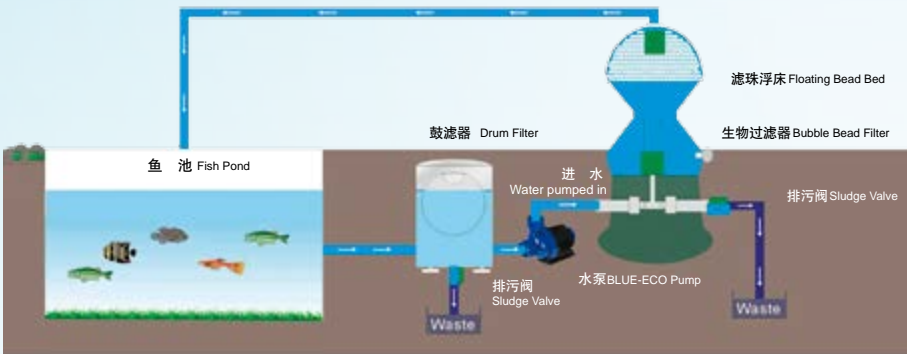 滤珠浮床 Floating Bead Bed
鼓滤器 Drum Filter
生物过滤器 Bubble Bead Filter
鱼 池 Fish Pond
进 水
Water pumped in
排污阀 Sludge Valve
水泵BLUE-ECO Pump
排污阀
Sludge Valve
Waste
Waste